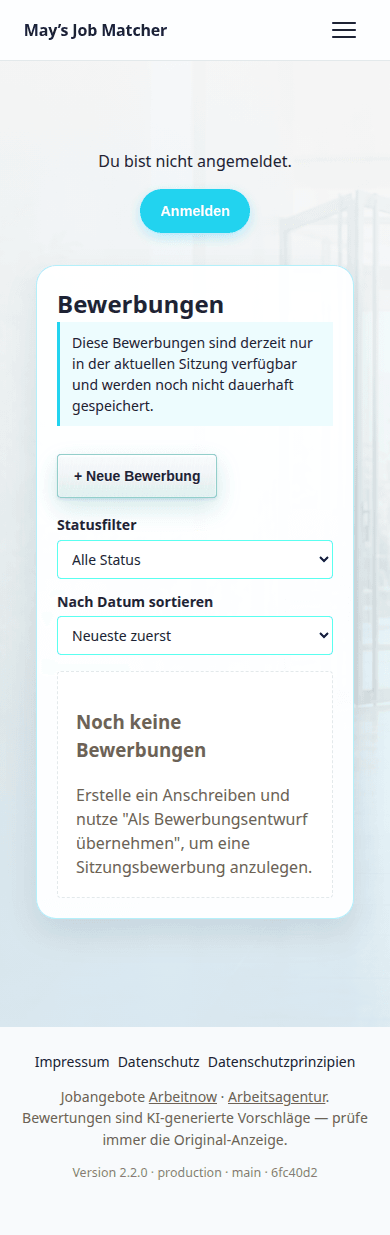 May’s Job Matcher
Du bist nicht angemeldet.
Anmelden
Bewerbungen
Diese Bewerbungen sind derzeit nur
in der aktuellen Sitzung verfügbar
und werden noch nicht dauerhaft
gespeichert.
+ Neue Bewerbung
Statusfilter
Alle Status
Nach Datum sortieren
Neueste zuerst
Noch keine
Bewerbungen
Erstelle ein Anschreiben und
nutze "Als Bewerbungsentwurf
übernehmen", um eine
Sitzungsbewerbung anzulegen.
Impressum Datenschutz Datenschutzprinzipien
Jobangebote Arbeitnow · Arbeitsagentur.
Bewertungen sind KI-generierte Vorschläge — prüfe
immer die Original-Anzeige.
Version 2.2.0 · production · main · 6fc40d2